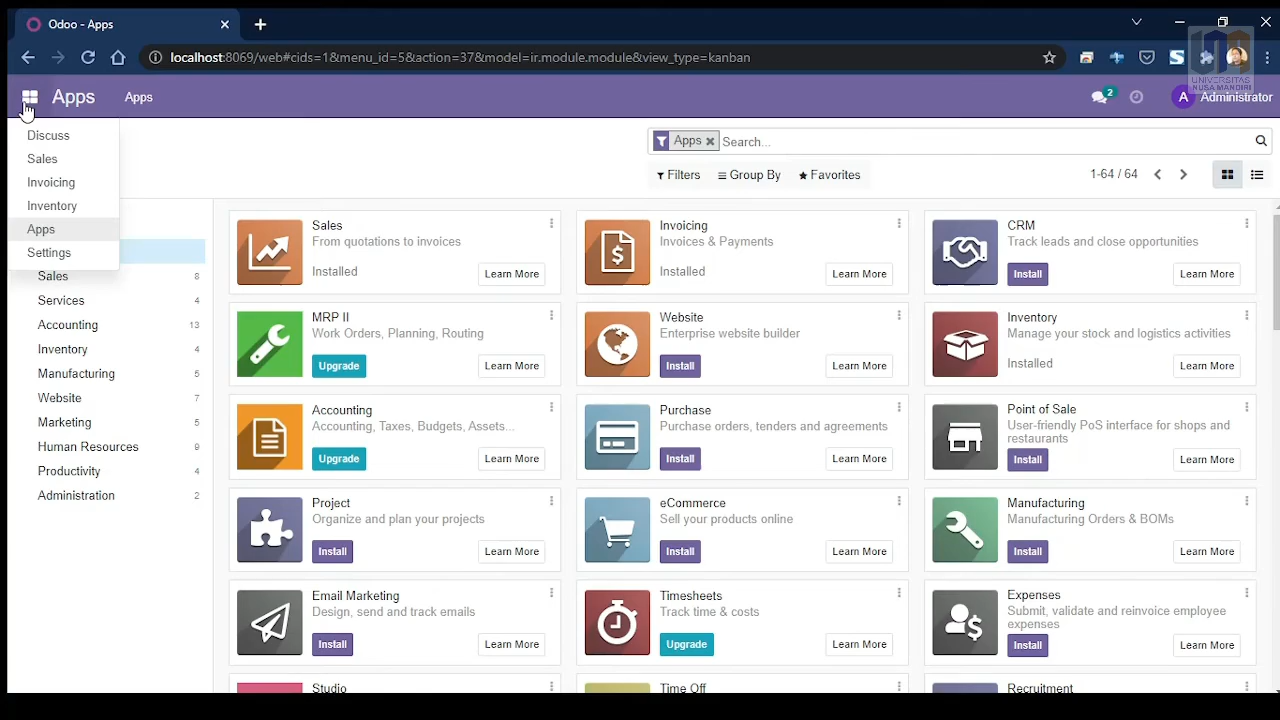 Odoo - Apps
localhost:8069/web#cids=1&menu_id=5&action=37&model=ir.module.module&view_type=kanban
UNIVERSITAS
NUSA MANDIRI
Apps
Apps
2
A
Administrator
Discuss
Sales
Invoicing
Inventory
Apps
Settings
Apps
Search...
Filters
Group By
Favorites
1-64 / 64
Sales 8
Services 4
Accounting 13
Inventory 4
Manufacturing 5
Website 7
Marketing 5
Human Resources 9
Productivity 4
Administration 2
Sales
From quotations to invoices
Installed
Learn More
Invoicing
Invoices & Payments
Installed
Learn More
CRM
Track leads and close opportunities
Install
Learn More
MRP II
Work Orders, Planning, Routing
Upgrade
Learn More
Website
Enterprise website builder
Install
Learn More
Inventory
Manage your stock and logistics activities
Installed
Learn More
Accounting
Accounting, Taxes, Budgets, Assets...
Upgrade
Learn More
Purchase
Purchase orders, tenders and agreements
Install
Learn More
Point of Sale
User-friendly PoS interface for shops and
restaurants
Install
Learn More
Project
Organize and plan your projects
Install
Learn More
eCommerce
Sell your products online
Install
Learn More
Manufacturing
Manufacturing Orders & BOMs
Install
Learn More
Email Marketing
Design, send and track emails
Install
Learn More
Timesheets
Track time & costs
Upgrade
Learn More
Expenses
Submit, validate and reinvoice employee
expenses
Install
Learn More
Studio
Time Off
Recruitment